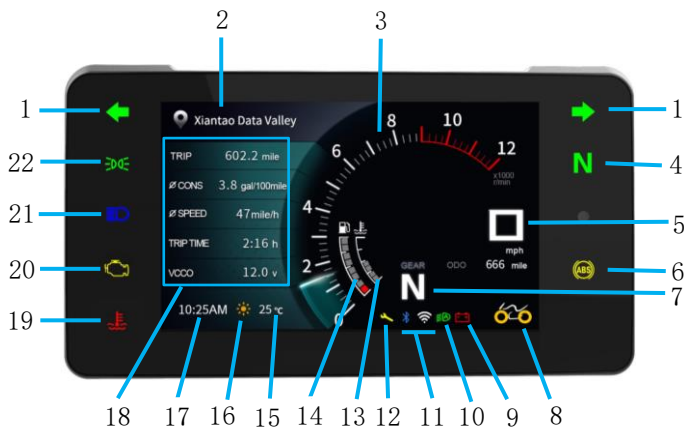 2
3
1
Xiantao Data Valley
8
10
1
22
TRIP 602.2 mile
6
12
x1000
r/min
N
4
Ø CONS 3.8 gal/100mile
21
Ø SPEED 47mile/h
4
0
5
mph
TRIP TIME 2:16 h
20
VCCO 12.0 v
2
GEAR
ODO 666 mile
ABS
6
N
7
19
10:25AM 25 ℃
0
18
17
16
15
14
13
12
11
10
9
8